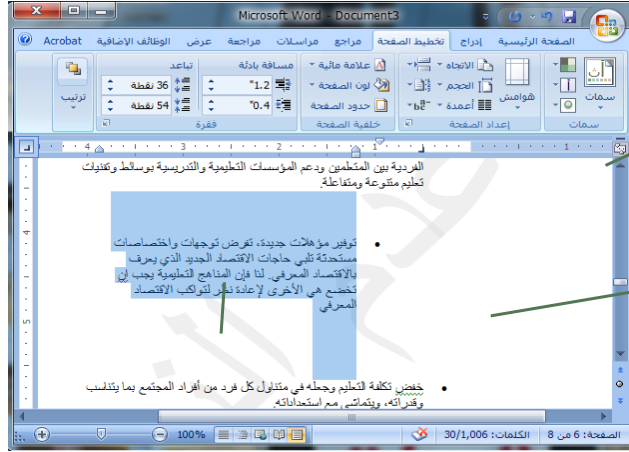 Microsoft Word - Document3
الصفحة الرئيسية إدراج تخطيط الصفحة مراجع مراسلات مراجعة عرض الوظائف الإضافية Acrobat
الاتجاه علامة مائية مسافة بادئة تباعد
أث
سمات هوامش الحجم لون الصفحة 1.2" 36 نقطة ترتيب
أعمدة حدود الصفحة 0.4" 54 نقطة
سمات إعداد الصفحة خلفية الصفحة فقرة
الفردية بين المتعلمين ودعم المؤسسات التعليمية والتدريسية بوسائط وتقنيات
تعليم متنوعة ومتفاعلة.
• توفير مؤهلات جديدة، تفرض توجهات واختصاصات
مستحدثة تلبي حاجات الاقتصاد الجديد الذي يعرف
بالاقتصاد المعرفي. لذا فإن المناهج التعليمية يجب إن
تخضع هي الأخرى لإعادة نظر لتواكب الاقتصاد
المعرفي
• خفض تكلفة التعليم وجعله في متناول كل فرد من أفراد المجتمع بما يتناسب
وقدراته، ويتماشى مع استعداداته.
الصفحة: 6 من 8 الكلمات: 30/1,006 100%